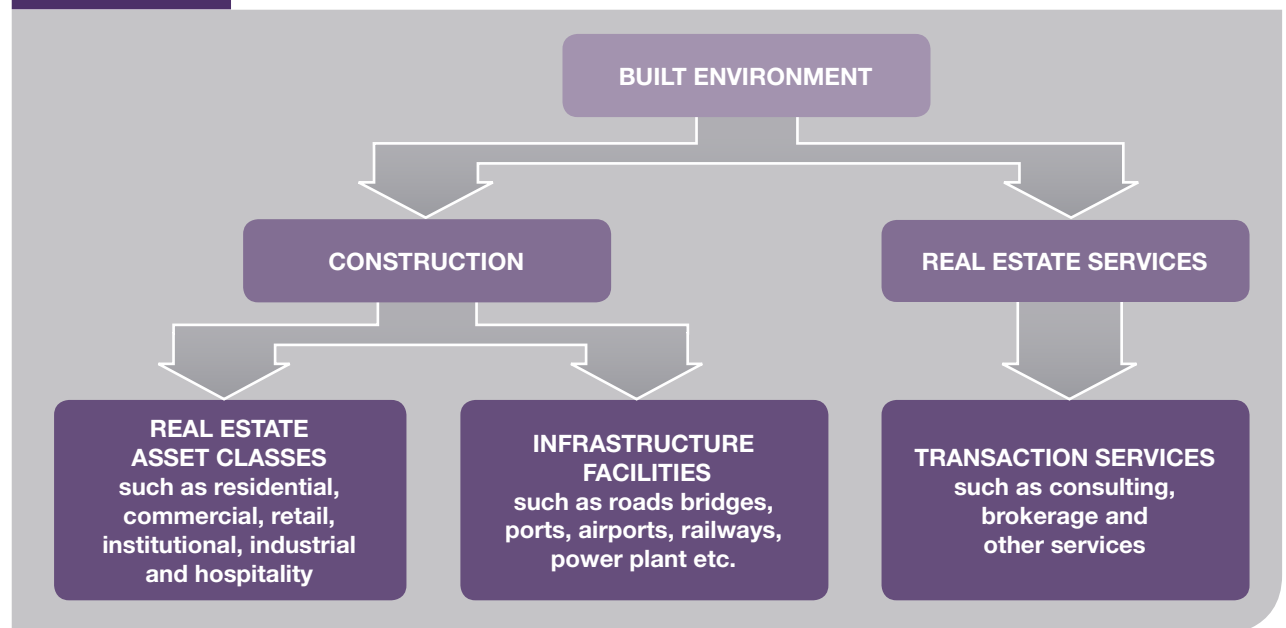 BUILT ENVIRONMENT
CONSTRUCTION
REAL ESTATE SERVICES
REAL ESTATE
ASSET CLASSES
such as residential,
commercial, retail,
institutional, industrial
and hospitality
INFRASTRUCTURE
FACILITIES
such as roads bridges,
ports, airports, railways,
power plant etc.
TRANSACTION SERVICES
such as consulting,
brokerage and
other services